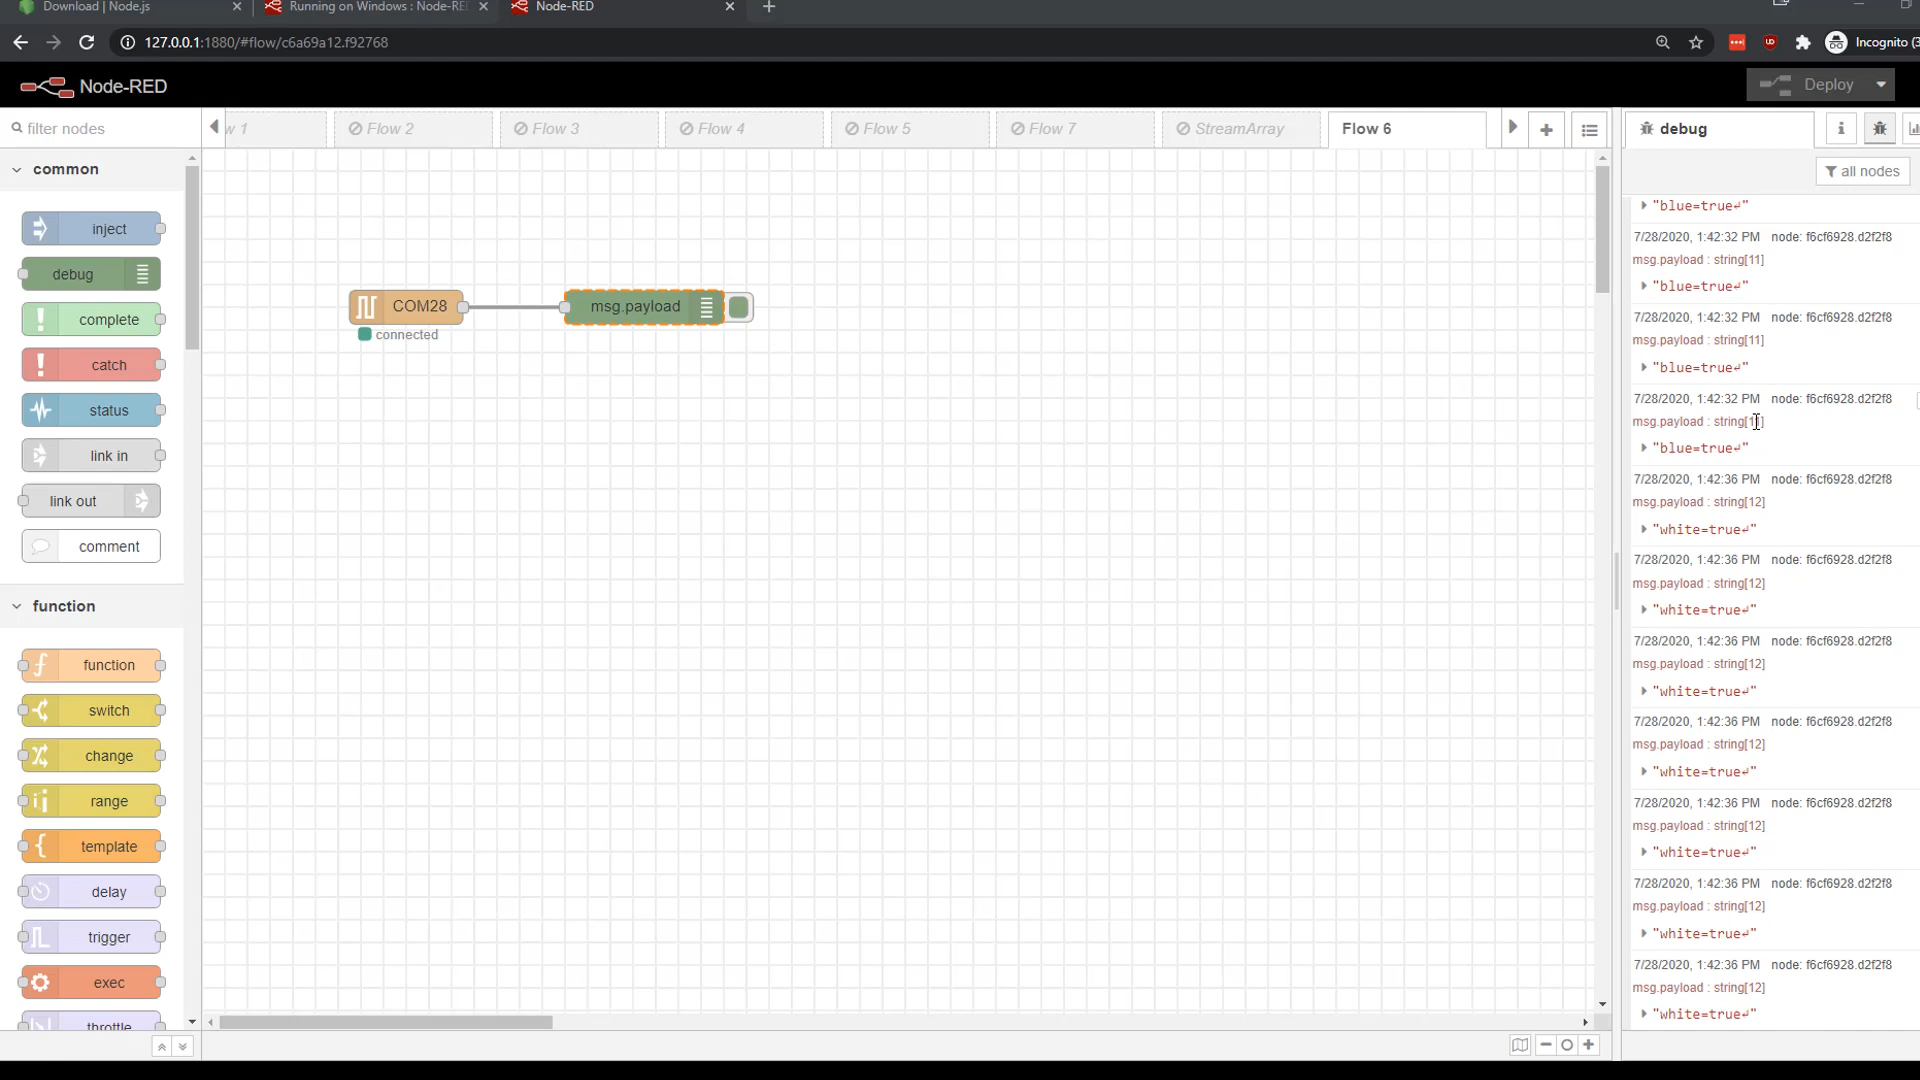 Download | Node.js
Running on Windows : Node-RED
Node-RED
127.0.0.1:1880/#flow/c6a69a12.f92768
Incognito (3
Node-RED
Deploy
filter nodes
w 1
Flow 2
Flow 3
Flow 4
Flow 5
Flow 7
StreamArray
Flow 6
debug
all nodes
common
inject
debug
complete
catch
status
link in
link out
comment
function
function
switch
change
range
template
delay
trigger
exec
throttle
COM28
connected
msg.payload
"blue=true↵"
7/28/2020, 1:42:32 PM node: f6cf6928.d2f2f8
msg.payload : string[11]
"blue=true↵"
7/28/2020, 1:42:32 PM node: f6cf6928.d2f2f8
msg.payload : string[11]
"blue=true↵"
7/28/2020, 1:42:32 PM node: f6cf6928.d2f2f8
msg.payload : string[11]
"blue=true↵"
7/28/2020, 1:42:36 PM node: f6cf6928.d2f2f8
msg.payload : string[12]
"white=true↵"
7/28/2020, 1:42:36 PM node: f6cf6928.d2f2f8
msg.payload : string[12]
"white=true↵"
7/28/2020, 1:42:36 PM node: f6cf6928.d2f2f8
msg.payload : string[12]
"white=true↵"
7/28/2020, 1:42:36 PM node: f6cf6928.d2f2f8
msg.payload : string[12]
"white=true↵"
7/28/2020, 1:42:36 PM node: f6cf6928.d2f2f8
msg.payload : string[12]
"white=true↵"
7/28/2020, 1:42:36 PM node: f6cf6928.d2f2f8
msg.payload : string[12]
"white=true↵"
7/28/2020, 1:42:36 PM node: f6cf6928.d2f2f8
msg.payload : string[12]
"white=true↵"